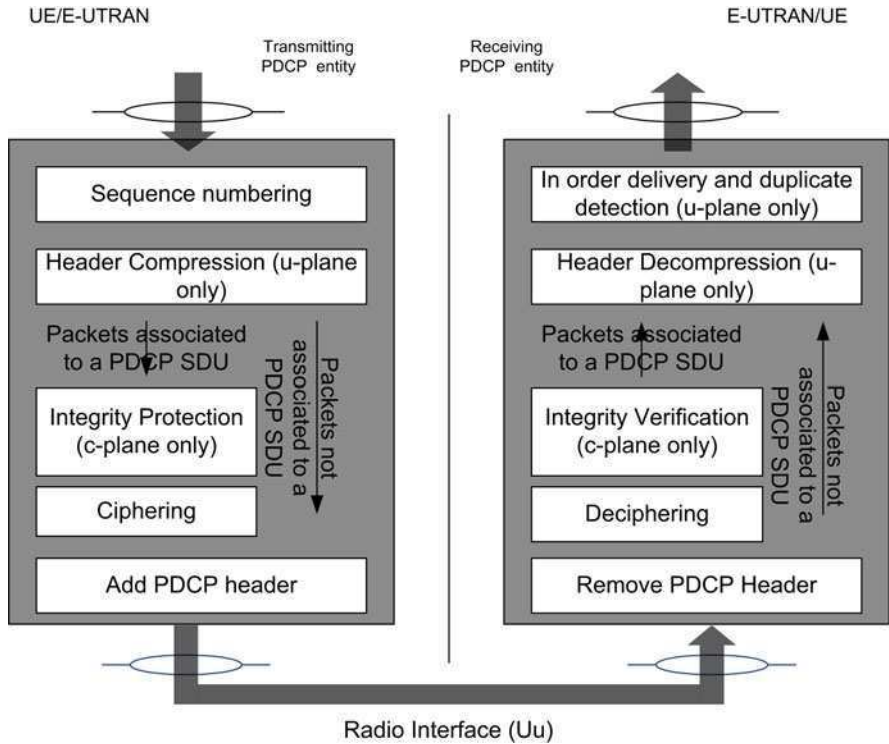 UE/E-UTRAN
E-UTRAN/UE
Transmitting
PDCP entity
Receiving
PDCP entity
Sequence numbering
Header Compression (u-plane
only)
Packets associated
to a PDCP SDU
Packets not
associated to a
PDCP SDU
Integrity Protection
(c-plane only)
Ciphering
Add PDCP header
In order delivery and duplicate
detection (u-plane only)
Header Decompression (u-
plane only)
Packets associated
to a PDCP SDU
Packets not
associated to a
PDCP SDU
Integrity Verification
(c-plane only)
Deciphering
Remove PDCP Header
Radio Interface (Uu)